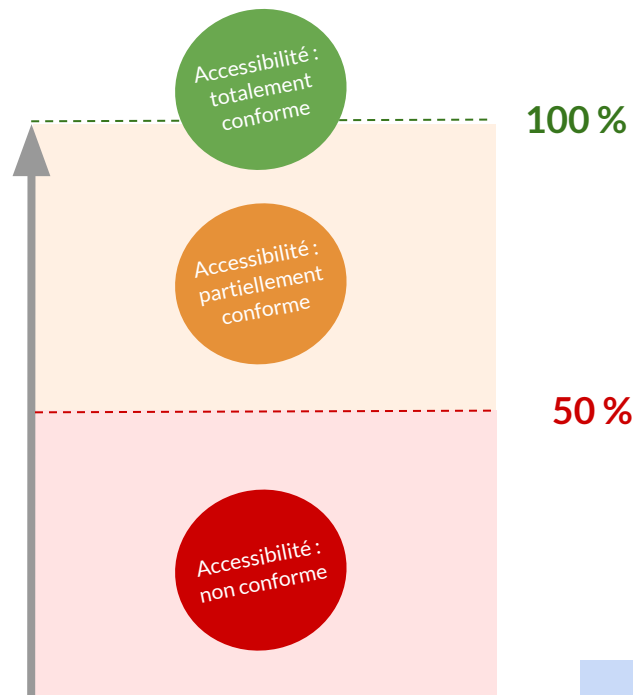 Accessibilité :
totalement
conforme
100 %
Accessibilité :
partiellement
conforme
50 %
Accessibilité :
non conforme